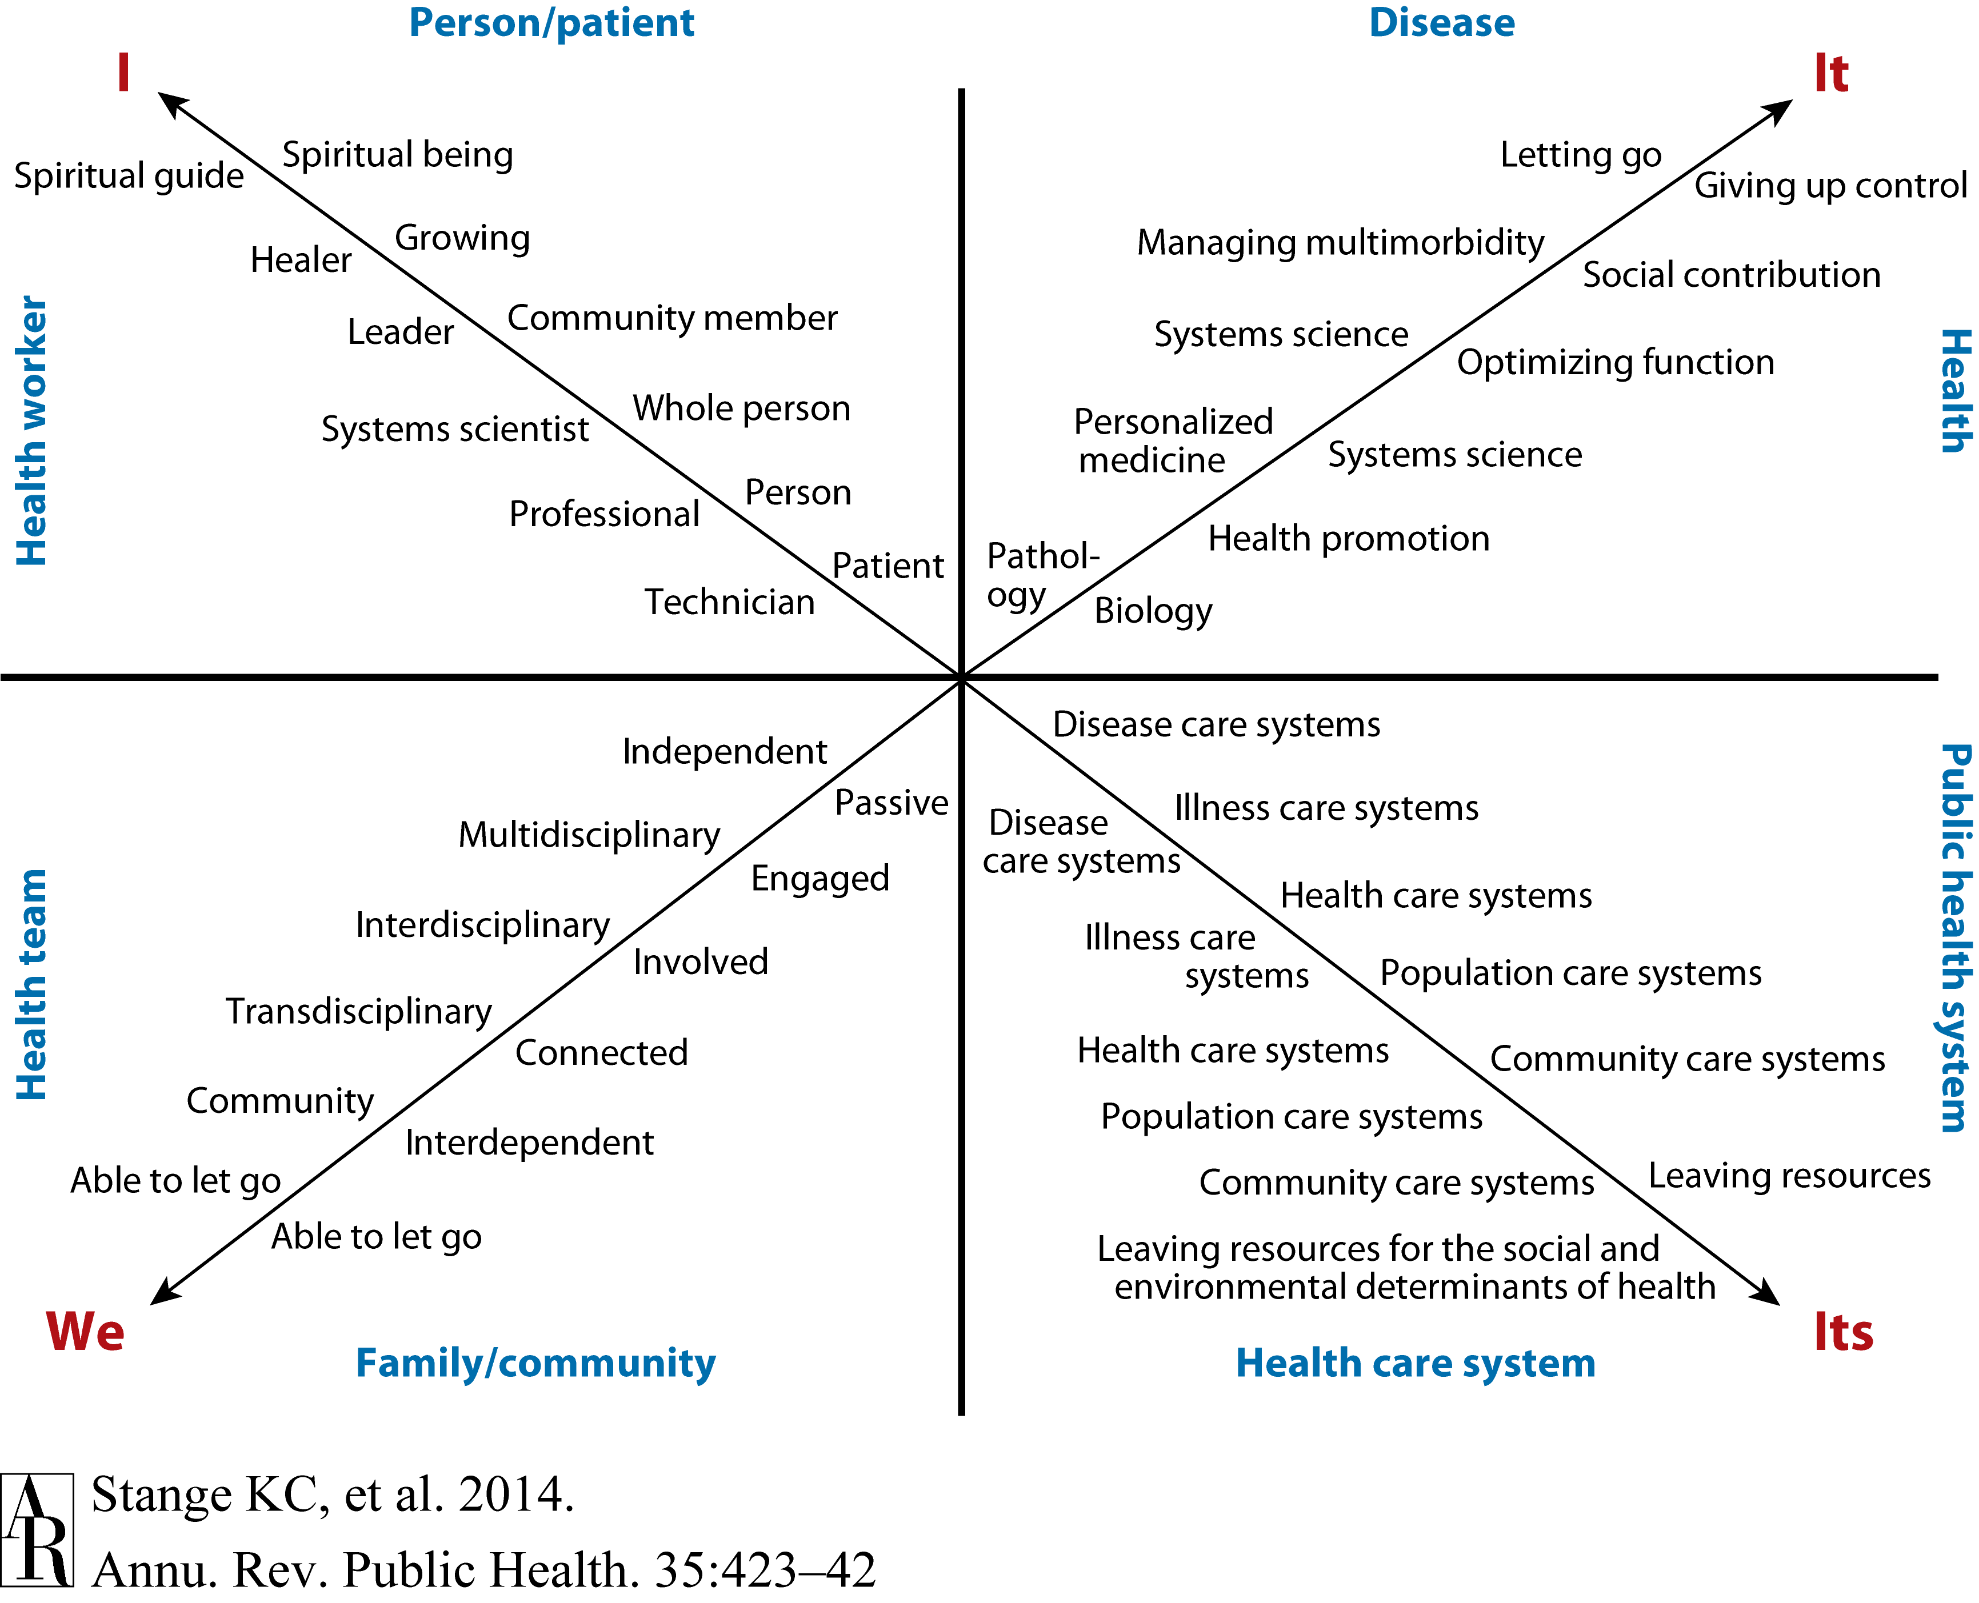 Person/patient
Disease
I
It
Spiritual being
Spiritual guide
Growing
Healer
Community member
Leader
Whole person
Systems scientist
Person
Professional
Patient
Technician
Health worker
Letting go
Giving up control
Managing multimorbidity
Social contribution
Systems science
Optimizing function
Personalized
medicine
Systems science
Health promotion
Pathol-
ogy
Biology
Health
Independent
Passive
Multidisciplinary
Engaged
Interdisciplinary
Involved
Transdisciplinary
Connected
Community
Interdependent
Able to let go
Able to let go
Health team
We
Family/community
Disease care systems
Illness care systems
Disease
care systems
Health care systems
Illness care
systems
Population care systems
Health care systems
Community care systems
Population care systems
Community care systems
Leaving resources
Leaving resources for the social and
environmental determinants of health
Public health system
Its
Health care system
AR
Stange KC, et al. 2014.
Annu. Rev. Public Health. 35:423–42